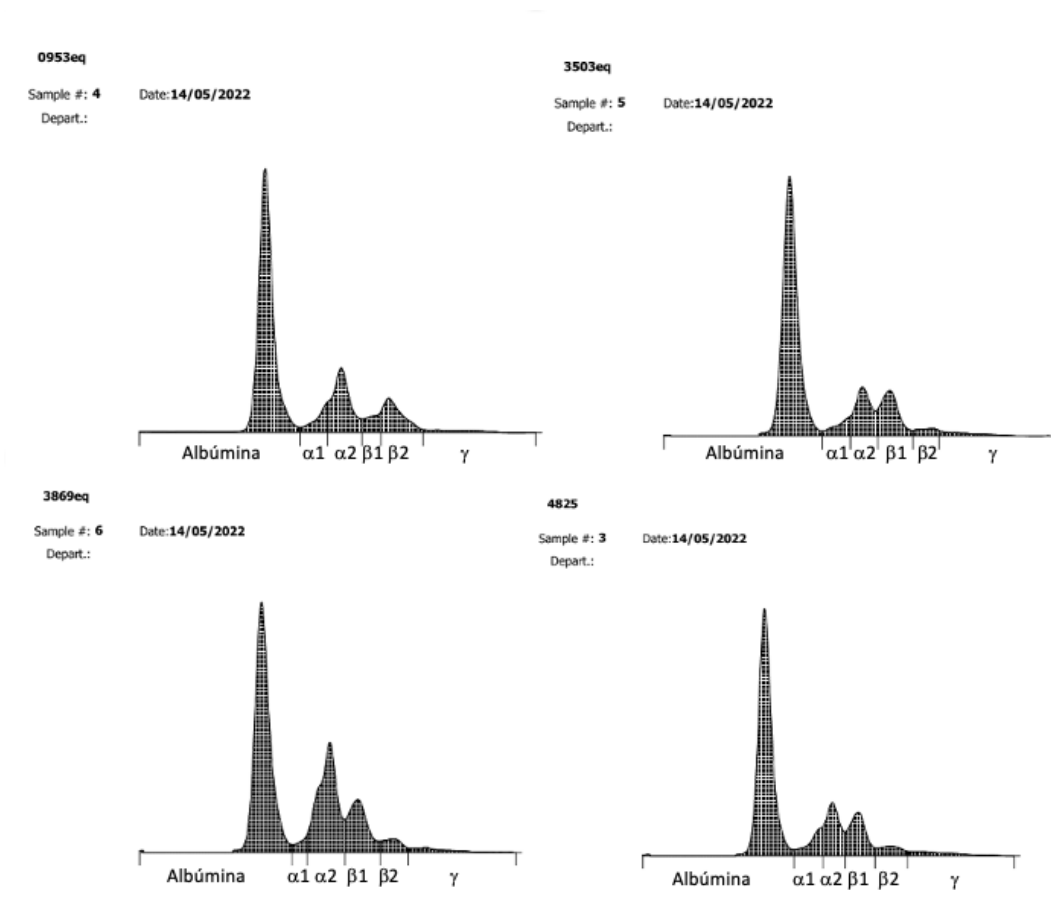 0953eq
Sample #: 4 Date:14/05/2022
Depart.:
Albúmina α1 α2 β1 β2 γ
3503eq
Sample #: 5 Date:14/05/2022
Depart.:
Albúmina α1 α2 β1 β2 γ
3869eq
Sample #: 6 Date:14/05/2022
Depart.:
Albúmina α1 α2 β1 β2 γ
4825
Sample #: 3 Date:14/05/2022
Depart.:
Albúmina α1 α2 β1 β2 γ